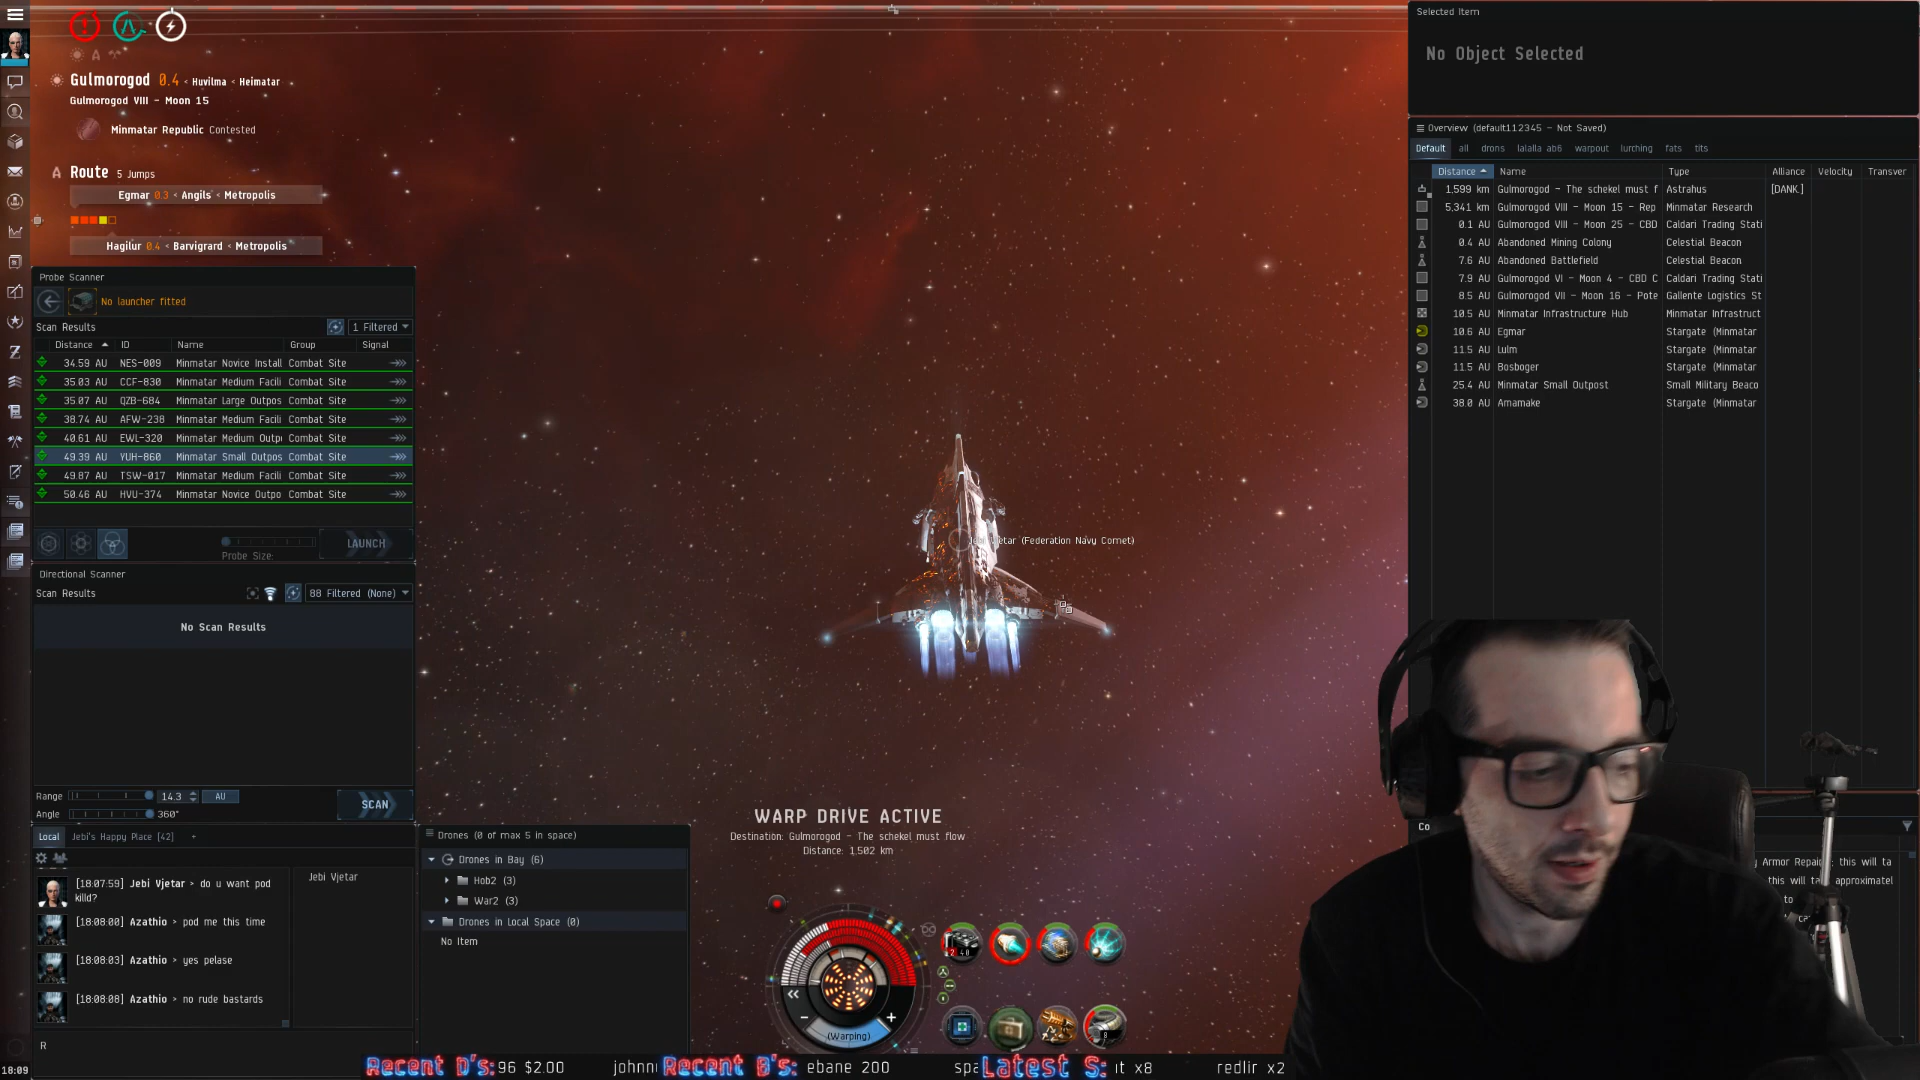 Gulmorogod 0.4 < Huvilma < Heimatar
Gulmorogod VIII - Moon 15
Minmatar Republic Contested
Route 5 Jumps
Egmar 0.3 < Angils < Metropolis
Hagilur 0.4 < Barvigrard < Metropolis
Probe Scanner
No launcher fitted
Scan Results
1 Filtered
Distance ID Name Group Signal
34.59 AU NES-009 Minmatar Novice Install Combat Site
35.03 AU CCF-830 Minmatar Medium Facili Combat Site
35.07 AU QZB-684 Minmatar Large Outpos Combat Site
38.74 AU AFW-238 Minmatar Medium Facili Combat Site
40.61 AU EWL-320 Minmatar Medium Outp Combat Site
49.39 AU YUH-860 Minmatar Small Outpos Combat Site
49.87 AU TSW-017 Minmatar Medium Facili Combat Site
50.46 AU HVU-374 Minmatar Novice Outpo Combat Site
Probe Size:
LAUNCH
Directional Scanner
Scan Results
88 Filtered (None)
No Scan Results
Range 14.3 AU
Angle 360°
SCAN
Local Jebi's Happy Place [42] +
[18:07:59] Jebi Vjetar > do u want pod
killd?
[18:08:00] Azathio > pod me this time
[18:08:03] Azathio > yes pelase
[18:08:08] Azathio > no rude bastards
Jebi Vjetar
R
18:09
Drones (0 of max 5 in space)
Drones in Bay (6)
Hob2 (3)
War2 (3)
Drones in Local Space (0)
No Item
(Federation Navy Comet)
WARP DRIVE ACTIVE
Destination: Gulmorogod - The schekel must flow
Distance: 1,502 km
(Warping)
Selected Item
No Object Selected
Overview (default112345 - Not Saved)
Default all drons lalalla ab6 warpout lurching fats tits
Distance Name Type Alliance Velocity Transver
1,599 km Gulmorogod - The schekel must f Astrahus [DANK.]
5,341 km Gulmorogod VIII - Moon 15 - Rep Minmatar Research
0.1 AU Gulmorogod VIII - Moon 25 - CBD Caldari Trading Stati
0.4 AU Abandoned Mining Colony Celestial Beacon
7.6 AU Abandoned Battlefield Celestial Beacon
7.9 AU Gulmorogod VI - Moon 4 - CBD C Caldari Trading Stati
8.5 AU Gulmorogod VII - Moon 16 - Pote Gallente Logistics St
10.5 AU Minmatar Infrastructure Hub Minmatar Infrastruct
10.6 AU Egmar Stargate (Minmatar
11.5 AU Lulm Stargate (Minmatar
11.5 AU Bosboger Stargate (Minmatar
25.4 AU Minmatar Small Outpost Small Military Beaco
38.0 AU Amamake Stargate (Minmatar
Co
Armor Repair; this will ta
this will take approximatel
to
Recent D's: 96 $2.00 johnn Recent B's: ebane 200 spa Latest S: it x8 redlir x2